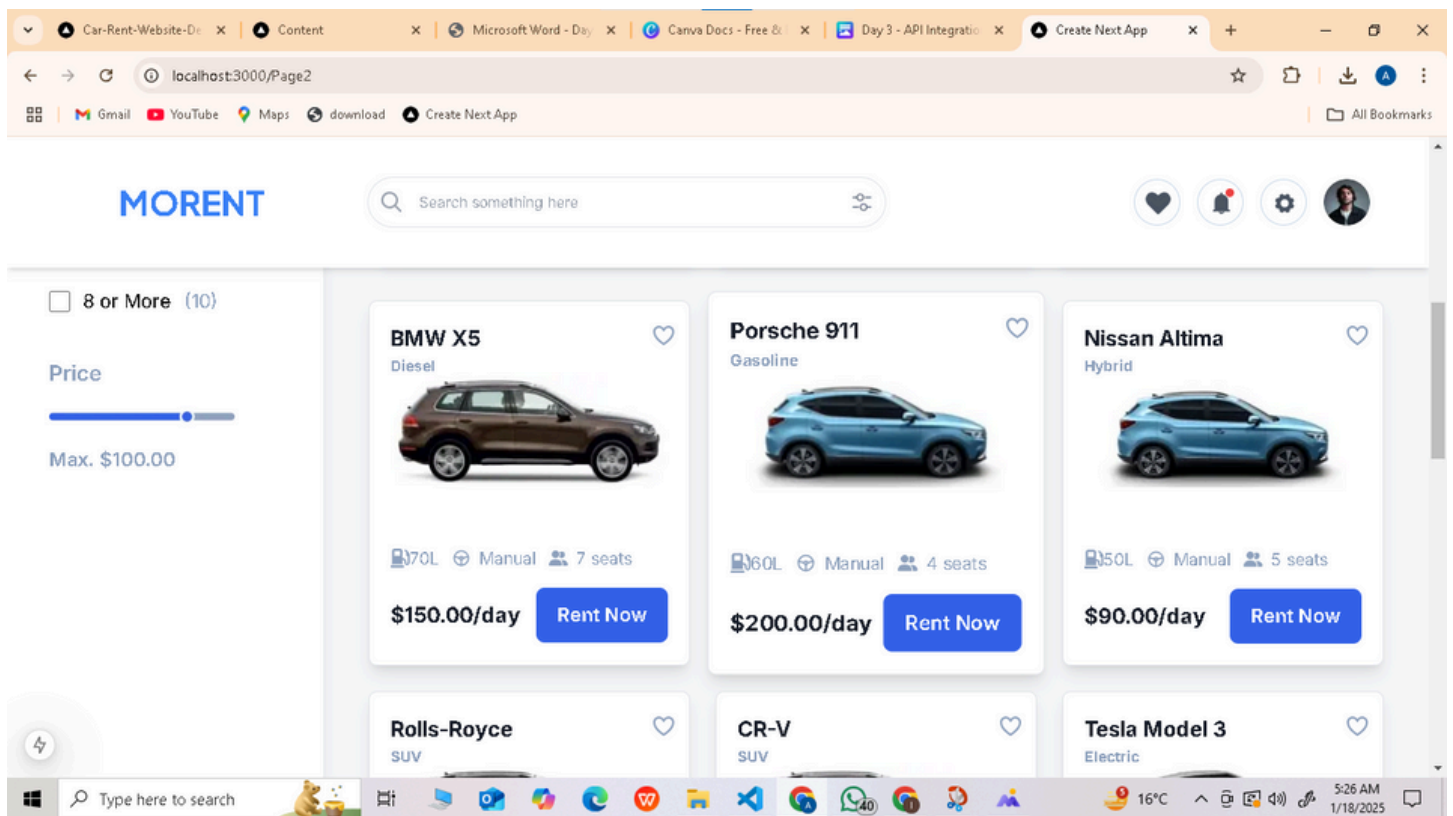 Car-Rent-Website-De
Content
Microsoft Word - Day
Canva Docs - Free &
Day 3 - API Integratio
Create Next App
localhost:3000/Page2
A
Gmail
YouTube
Maps
download
Create Next App
All Bookmarks
MORENT
Search something here
8 or More (10)
Price
Max. $100.00
BMW X5
Diesel
70L Manual 7 seats
$150.00/day Rent Now
Porsche 911
Gasoline
60L Manual 4 seats
$200.00/day Rent Now
Nissan Altima
Hybrid
50L Manual 5 seats
$90.00/day Rent Now
Rolls-Royce
SUV
CR-V
SUV
Tesla Model 3
Electric
Type here to search
40
16°C
5:26 AM
1/18/2025